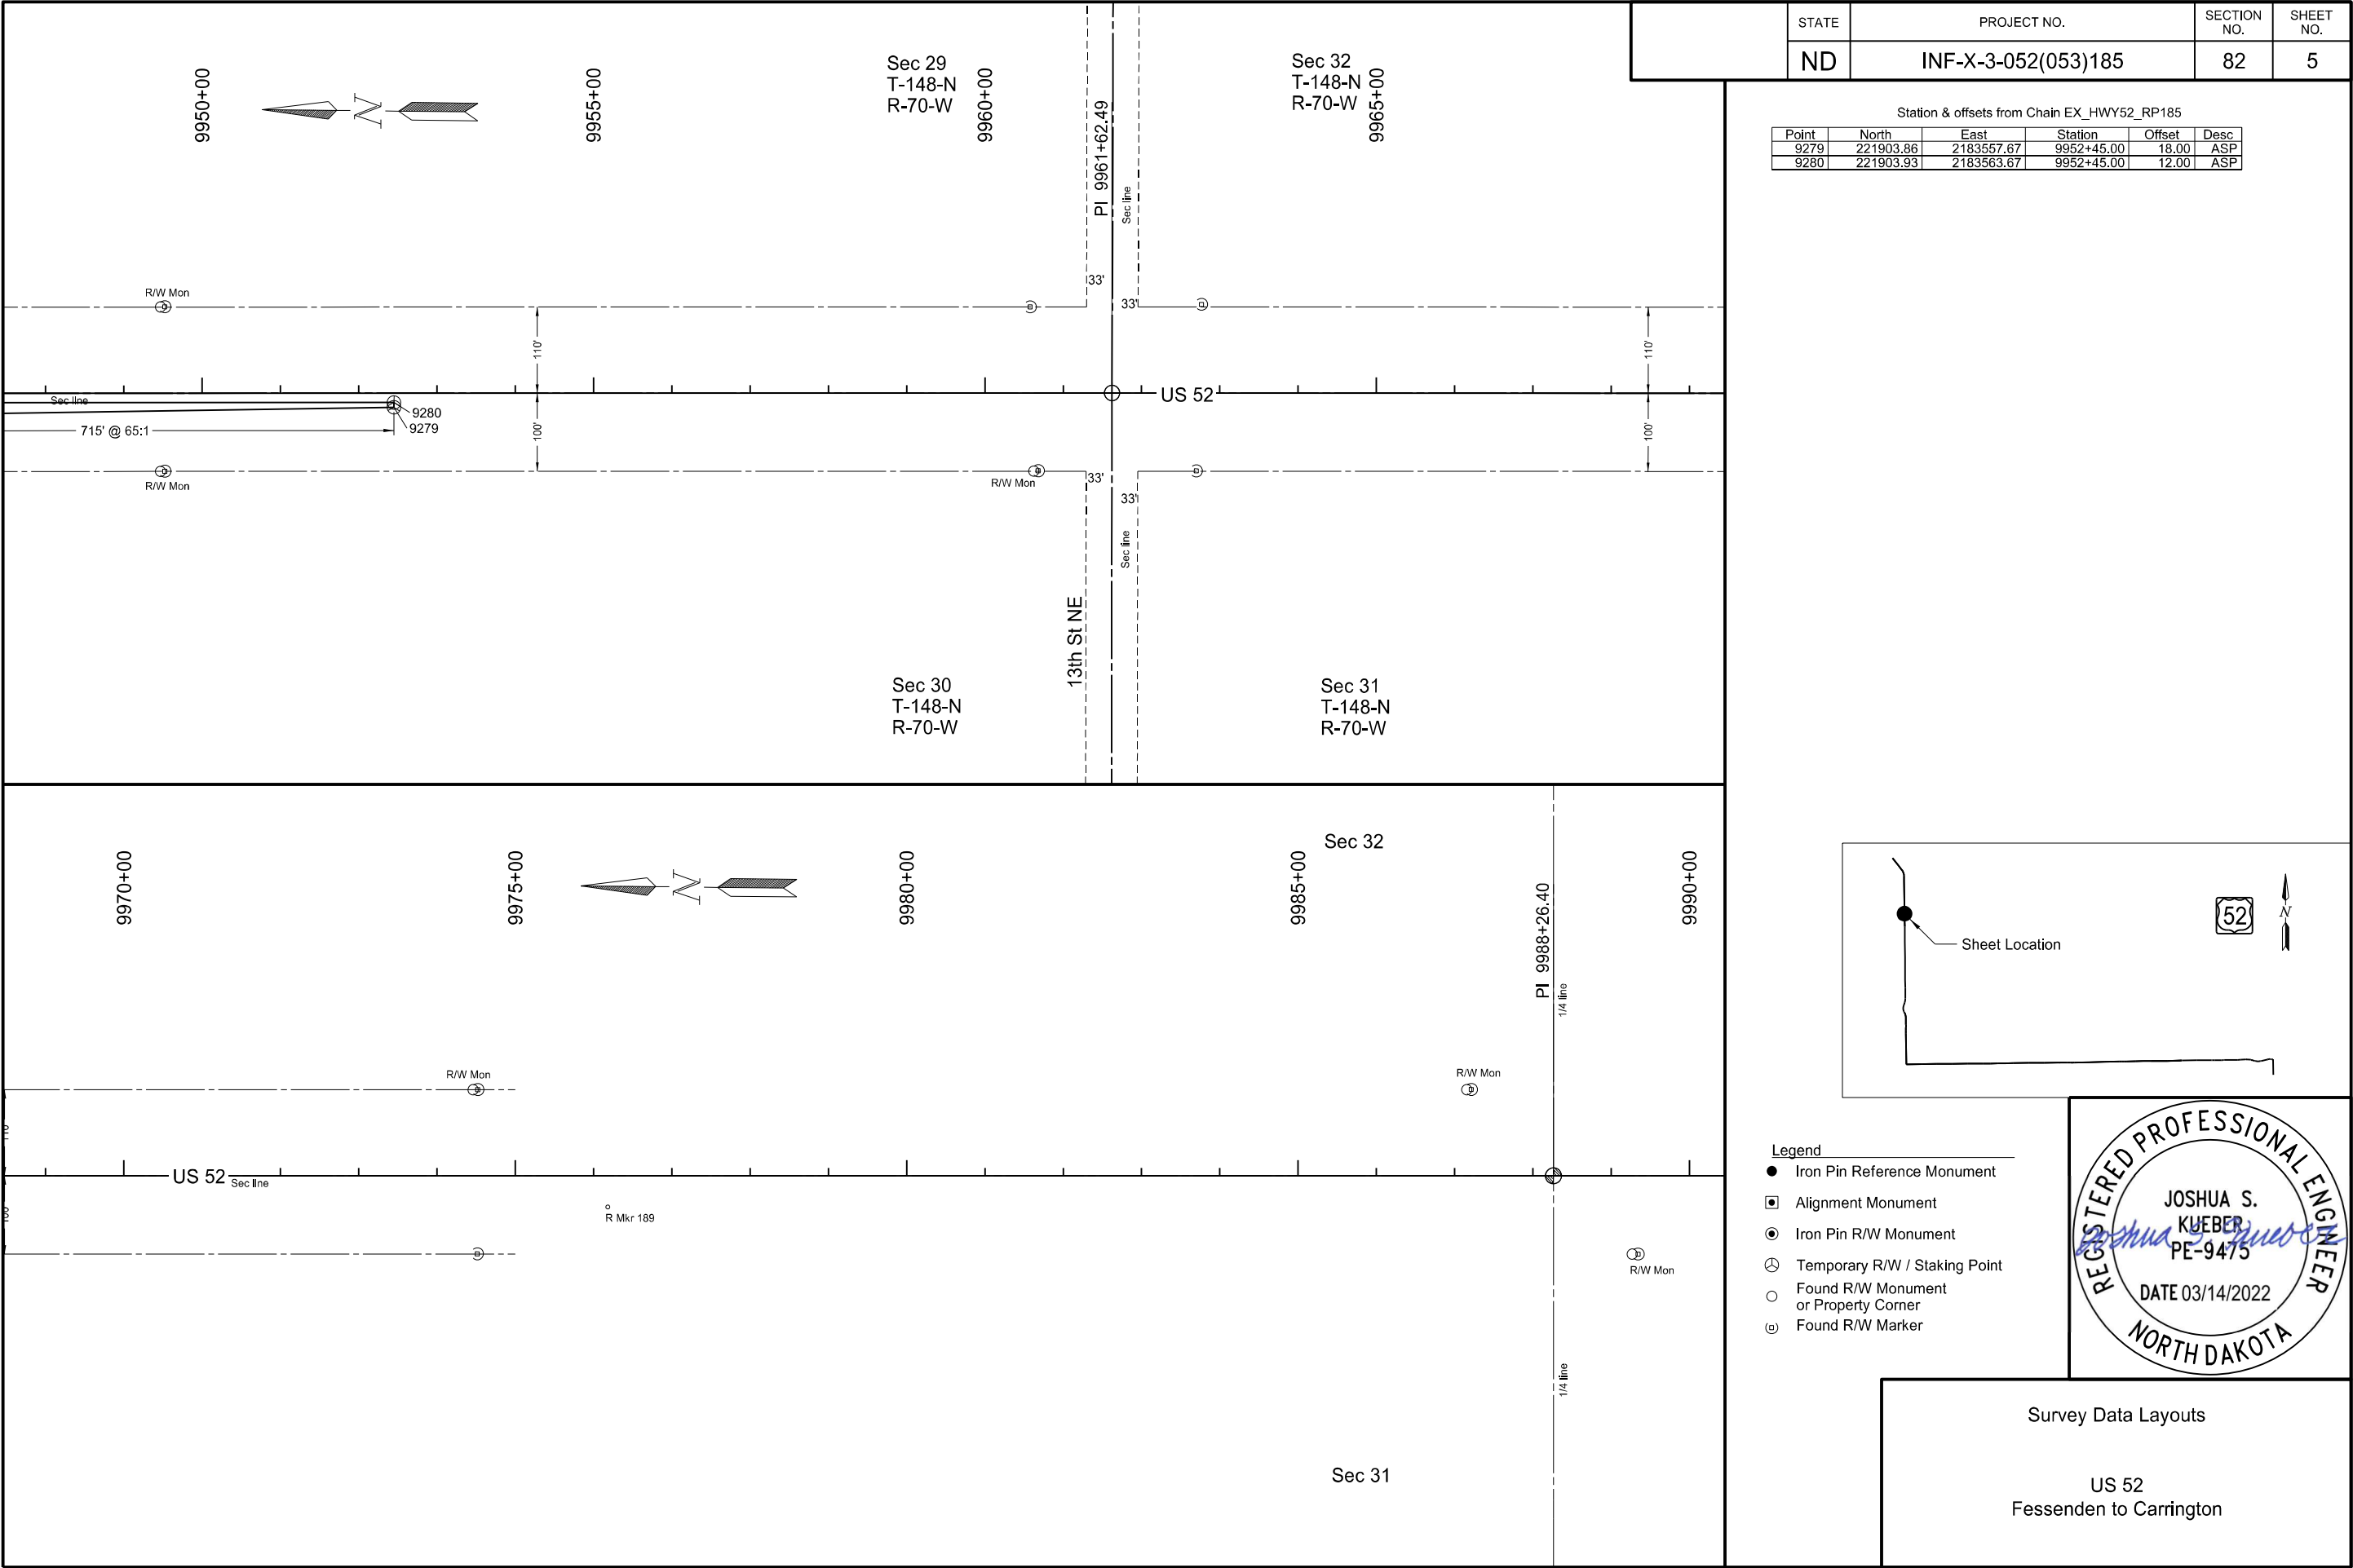 STATE PROJECT NO. SECTION NO. SHEET NO.
ND INF-X-3-052(053)185 82 5
Station & offsets from Chain EX_HWY52_RP185
Point North East Station Offset Desc
9279 221903.86 2183557.67 9952+45.00 18.00 ASP
9280 221903.93 2183563.67 9952+45.00 12.00 ASP
9950+00
N
9955+00
Sec 29
T-148-N
R-70-W
9960+00
PI 9961+62.49
Sec line
Sec 32
T-148-N
R-70-W
9965+00
R/W Mon
33'
33'
110'
110'
Sec line
US 52
9280
9279
715' @ 65:1
100'
100'
R/W Mon
R/W Mon
33'
33'
Sec line
13th St NE
Sec 30
T-148-N
R-70-W
Sec 31
T-148-N
R-70-W
9970+00
9975+00
N
9980+00
9985+00
Sec 32
PI 9988+26.40
1/4 line
9990+00
R/W Mon
R/W Mon
US 52
Sec line
R Mkr 189
R/W Mon
1/4 line
Sec 31
Sheet Location
52
N
Legend
Iron Pin Reference Monument
Alignment Monument
Iron Pin R/W Monument
Temporary R/W / Staking Point
Found R/W Monument
or Property Corner
Found R/W Marker
REGISTERED PROFESSIONAL ENGINEER
JOSHUA S.
KUEBER
PE-9475
DATE 03/14/2022
NORTH DAKOTA
Survey Data Layouts
US 52
Fessenden to Carrington